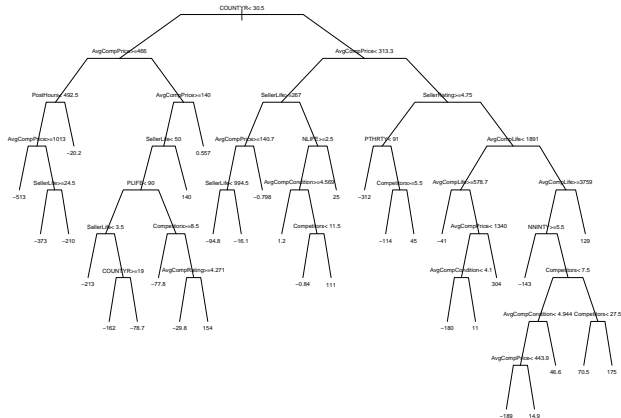 COUNTYR< 30.5
AvgCompPrice>=466 AvgCompPrice< 313.3
PostHours< 492.5 AvgCompPrice>=140 SellerLife>=267 SellerRating>=4.75
AvgCompPrice>=1013 −20.2 SellerLife< 50 0.557 AvgCompPrice>=140.7 NLIFE>=2.5 PTHRTY< 91 AvgCompLife< 1891
−513 SellerLife>=24.5 PLIFE< 90 140 SellerLife< 994.5 −0.798 AvgCompCondition>=4.569 25 −312 Competitors>=5.5 AvgCompLife>=578.7 AvgCompLife>=3759
−373 −210 SellerLife< 3.5 Competitors>=8.5 −94.8 −16.1 1.2 Competitors< 11.5 −114 45 −41 AvgCompPrice< 1340 NNINTY>=5.5 129
−213 COUNTYR>=19 −77.8 AvgCompRating>=4.271 −0.84 111 AvgCompCondition< 4.1 304 −143 Competitors< 7.5
−162 −78.7 −29.8 154 −180 11 AvgCompCondition< 4.944 Competitors< 27.5
AvgCompPrice< 443.9 46.6 70.5 175
−189 14.9